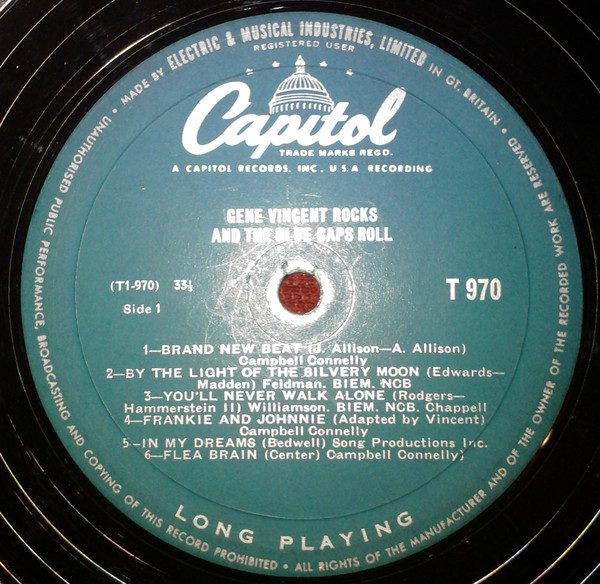 MADE BY ELECTRIC & MUSICAL INDUSTRIES, LIMITED IN GT. BRITAIN •
REGISTERED USER
Capitol
TRADE MARKS REGD.
A CAPITOL RECORDS, INC., U.S.A. RECORDING
GENE VINCENT ROCKS
AND THE BLUE CAPS ROLL
(T1-970) 33⅓
T 970
Side 1
1—BRAND NEW BEAT (J. Allison—A. Allison)
Campbell Connelly
2—BY THE LIGHT OF THE SILVERY MOON (Edwards—
Madden) Feldman. BIEM. NCB
3—YOU'LL NEVER WALK ALONE (Rodgers—
Hammerstein II) Williamson. BIEM. NCB. Chappell
4—FRANKIE AND JOHNNIE (Adapted by Vincent)
Campbell Connelly
5—IN MY DREAMS (Bedwell) Song Productions Inc.
6—FLEA BRAIN (Center) Campbell Connelly
LONG PLAYING
ALL RIGHTS OF THE MANUFACTURER AND OF THE OWNER OF THE RECORDED WORK ARE RESERVED • UNAUTHORISED PUBLIC PERFORMANCE, BROADCASTING AND COPYING OF THIS RECORD PROHIBITED •